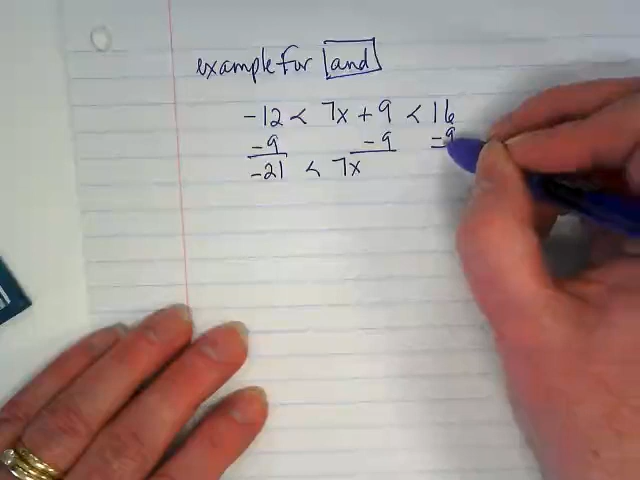 example for and
-12 < 7x + 9 < 16
-9 -9 -9
-21 < 7x